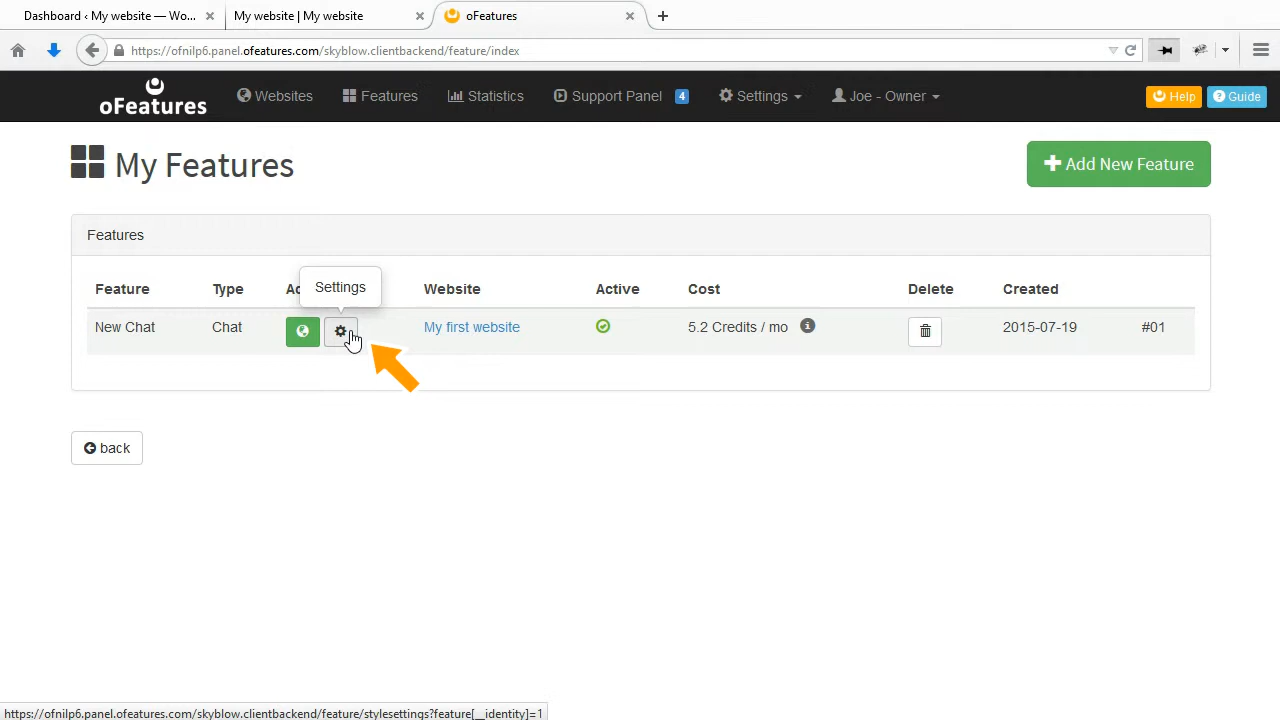 Dashboard ‹ My website — Wo...
My website | My website
oFeatures
https://ofnilp6.panel.ofeatures.com/skyblow.clientbackend/feature/index
oFeatures
Websites
Features
Statistics
Support Panel 4
Settings
Joe - Owner
Help
Guide
My Features
Add New Feature
Features
Feature Type Ac Website Active Cost Delete Created
Settings
New Chat Chat My first website 5.2 Credits / mo 2015-07-19 #01
back
https://ofnilp6.panel.ofeatures.com/skyblow.clientbackend/feature/stylesettings?feature[__identity]=1